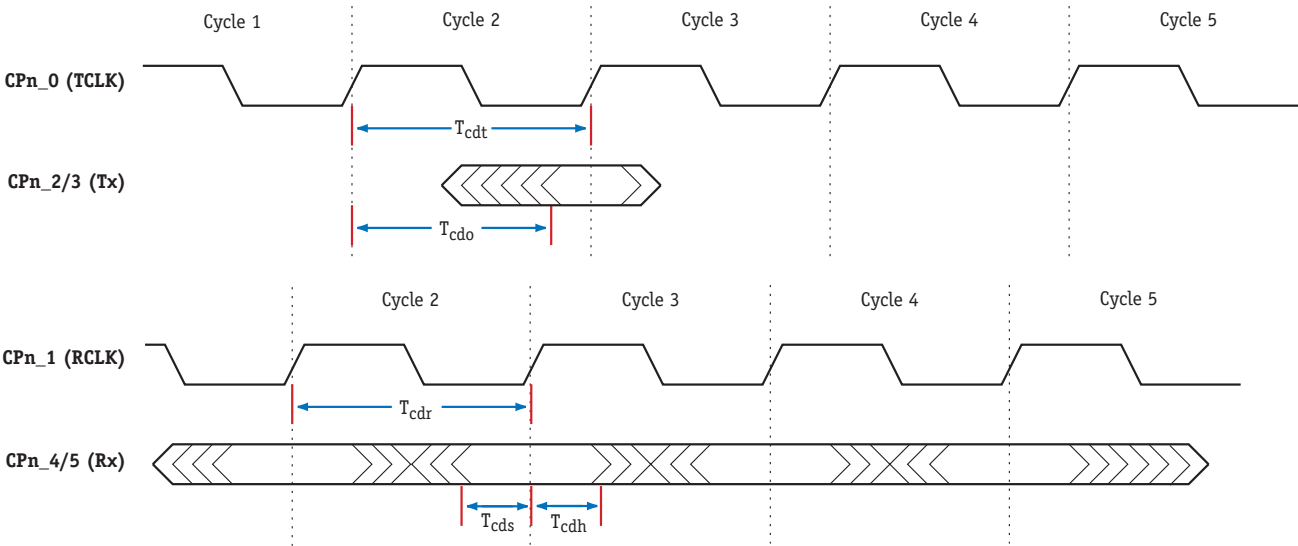 Cycle 1 Cycle 2 Cycle 3 Cycle 4 Cycle 5
CPn_0 (TCLK)
Tcdt
CPn_2/3 (Tx)
Tcdo
Cycle 2 Cycle 3 Cycle 4 Cycle 5
CPn_1 (RCLK)
Tcdr
CPn_4/5 (Rx)
Tcds Tcdh